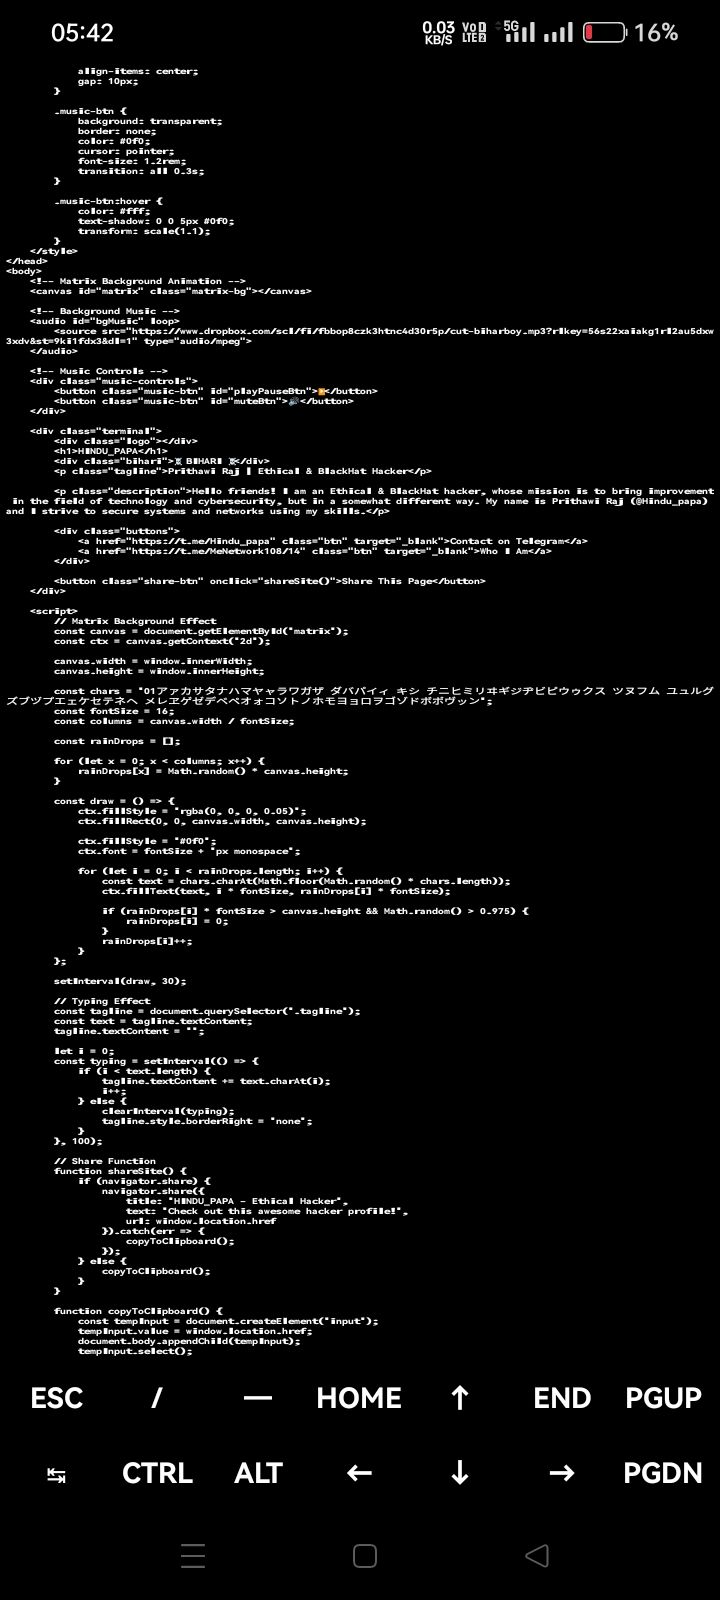 05:42
0.03 KB/S VoD LTE2 5G 16%
align-items: center;
gap: 10px;
}
.music-btn {
background: transparent;
border: none;
color: #0f0;
cursor: pointer;
font-size: 1.2rem;
transition: all 0.3s;
}
.music-btn:hover {
color: #fff;
text-shadow: 0 0 5px #0f0;
transform: scale(1.1);
}
</style>
</head>
<body>
<!-- Matrix Background Animation -->
<canvas id="matrix" class="matrix-bg"></canvas>
<!-- Background Music -->
<audio id="bgMusic" loop>
<source src="https://www.dropbox.com/scl/fi/fbbop8czk3htnc4d30r5p/cut-biharboy.mp3?rlkey=56s22xaiakg1rl2au5dxw
3xdv&st=9ki1fdx3&dl=1" type="audio/mpeg">
</audio>
<!-- Music Controls -->
<div class="music-controls">
<button class="music-btn" id="playPauseBtn">▶️</button>
<button class="music-btn" id="muteBtn">🔊</button>
</div>
<div class="terminal">
<div class="logo"></div>
<h1>HINDU_PAPA</h1>
<div class="bihari">☠ BIHARI ☠</div>
<p class="tagline">Prithawi Raj | Ethical & BlackHat Hacker</p>
<p class="description">Hello friends! I am an Ethical & BlackHat hacker, whose mission is to bring improvement
in the field of technology and cybersecurity, but in a somewhat different way. My name is Prithawi Raj (@Hindu_papa)
and I strive to secure systems and networks using my skills.</p>
<div class="buttons">
<a href="https://t.me/Hindu_papa" class="btn" target="_blank">Contact on Telegram</a>
<a href="https://t.me/MeNetwork108/14" class="btn" target="_blank">Who I Am</a>
</div>
<button class="share-btn" onclick="shareSite()">Share This Page</button>
</div>
<script>
// Matrix Background Effect
const canvas = document.getElementById("matrix");
const ctx = canvas.getContext("2d");
canvas.width = window.innerWidth;
canvas.height = window.innerHeight;
const chars = "01アァカサタナハマヤャラワガザ ダバパイィ キシ チニヒミリヰギジヂビピウゥクス ツヌフム ユュルグ
ズブヅプエェケセテネヘ メレヱゲゼデベペオォコソトノホモヨョロヲゴゾドボポヴッン";
const fontSize = 16;
const columns = canvas.width / fontSize;
const rainDrops = [];
for (let x = 0; x < columns; x++) {
rainDrops[x] = Math.random() * canvas.height;
}
const draw = () => {
ctx.fillStyle = "rgba(0, 0, 0, 0.05)";
ctx.fillRect(0, 0, canvas.width, canvas.height);
ctx.fillStyle = "#0f0";
ctx.font = fontSize + "px monospace";
for (let i = 0; i < rainDrops.length; i++) {
const text = chars.charAt(Math.floor(Math.random() * chars.length));
ctx.fillText(text, i * fontSize, rainDrops[i] * fontSize);
if (rainDrops[i] * fontSize > canvas.height && Math.random() > 0.975) {
rainDrops[i] = 0;
}
rainDrops[i]++;
}
};
setInterval(draw, 30);
// Typing Effect
const tagline = document.querySelector(".tagline");
const text = tagline.textContent;
tagline.textContent = "";
let i = 0;
const typing = setInterval(() => {
if (i < text.length) {
tagline.textContent += text.charAt(i);
i++;
} else {
clearInterval(typing);
tagline.style.borderRight = "none";
}
}, 100);
// Share Function
function shareSite() {
if (navigator.share) {
navigator.share({
title: "HINDU_PAPA - Ethical Hacker",
text: "Check out this awesome hacker profile!",
url: window.location.href
}).catch(err => {
copyToClipboard();
});
} else {
copyToClipboard();
}
}
function copyToClipboard() {
const tempInput = document.createElement("input");
tempInput.value = window.location.href;
document.body.appendChild(tempInput);
tempInput.select();
ESC / — HOME ↑ END PGUP
↹ CTRL ALT ← ↓ → PGDN